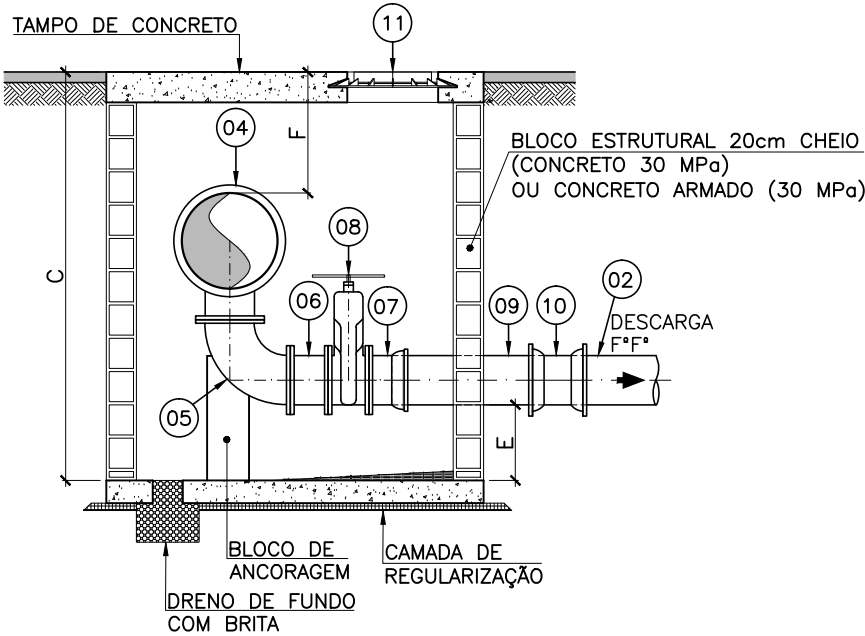 TAMPO DE CONCRETO
11
04
F
BLOCO ESTRUTURAL 20cm CHEIO
(CONCRETO 30 MPa)
OU CONCRETO ARMADO (30 MPa)
08
C
06
07
09
10
02
DESCARGA
FºFº
05
E
BLOCO DE
ANCORAGEM
CAMADA DE
REGULARIZAÇÃO
DRENO DE FUNDO
COM BRITA